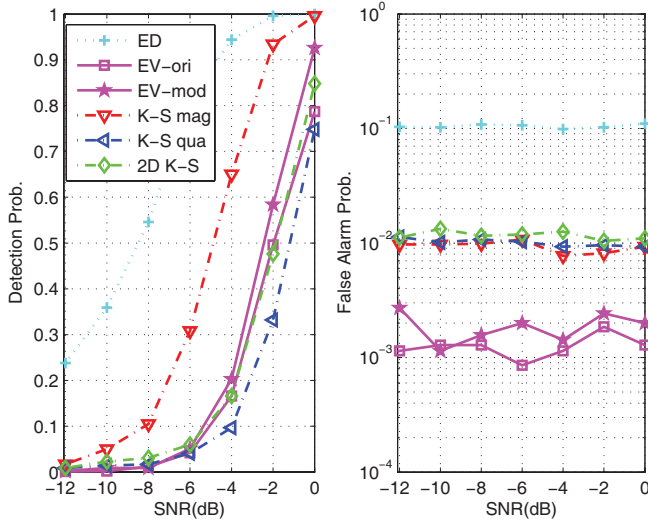 1
0.9
0.8
0.7
0.6
0.5
0.4
0.3
0.2
0.1
0
Detection Prob.
ED
EV-ori
EV-mod
K-S mag
K-S qua
2D K-S
-12 -10 -8 -6 -4 -2 0
SNR(dB)
10^0
10^-1
10^-2
10^-3
10^-4
False Alarm Prob.
-12 -10 -8 -6 -4 -2 0
SNR(dB)